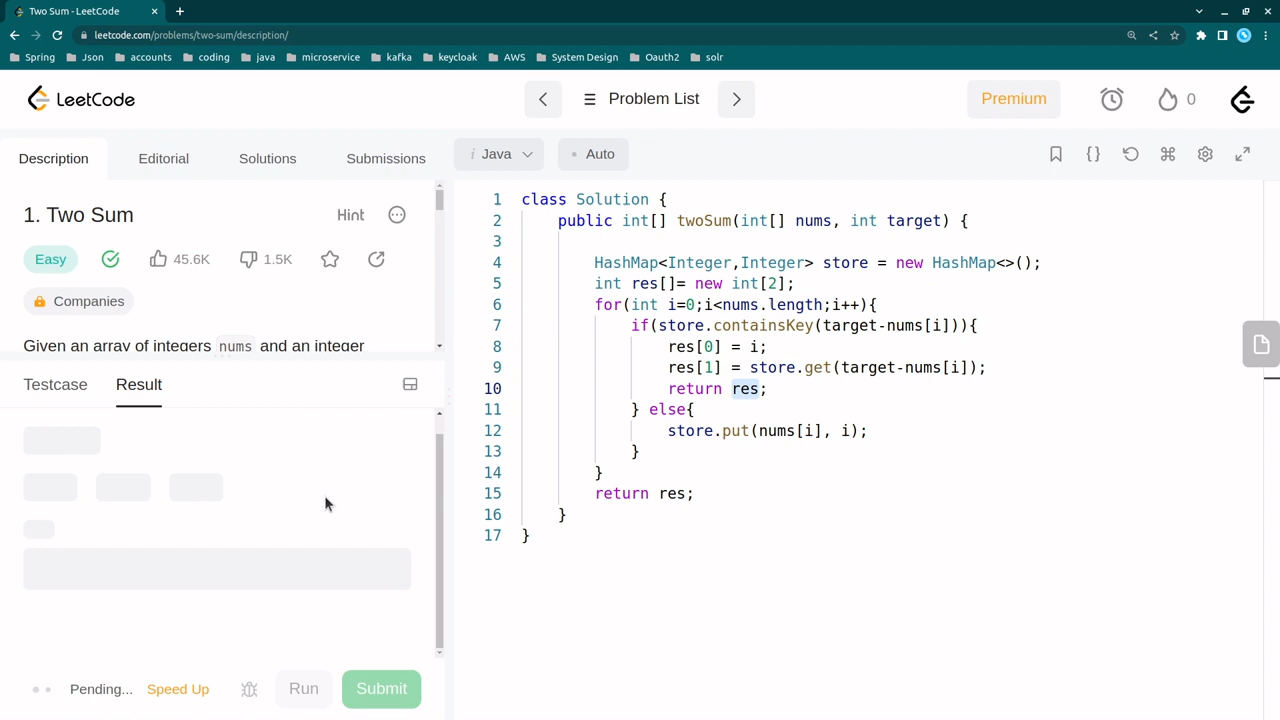 Two Sum - LeetCode
leetcode.com/problems/two-sum/description/
Spring Json accounts coding java microservice kafka keycloak AWS System Design Oauth2 solr
LeetCode Problem List Premium 0
Description Editorial Solutions Submissions
1. Two Sum Hint
Easy 45.6K 1.5K
Companies
Given an array of integers nums and an integer
Testcase Result
Pending... Speed Up Run Submit
i Java Auto
1 class Solution {
2 public int[] twoSum(int[] nums, int target) {
3
4 HashMap<Integer,Integer> store = new HashMap<>();
5 int res[]= new int[2];
6 for(int i=0;i<nums.length;i++){
7 if(store.containsKey(target-nums[i])){
8 res[0] = i;
9 res[1] = store.get(target-nums[i]);
10 return res;
11 } else{
12 store.put(nums[i], i);
13 }
14 }
15 return res;
16 }
17 }